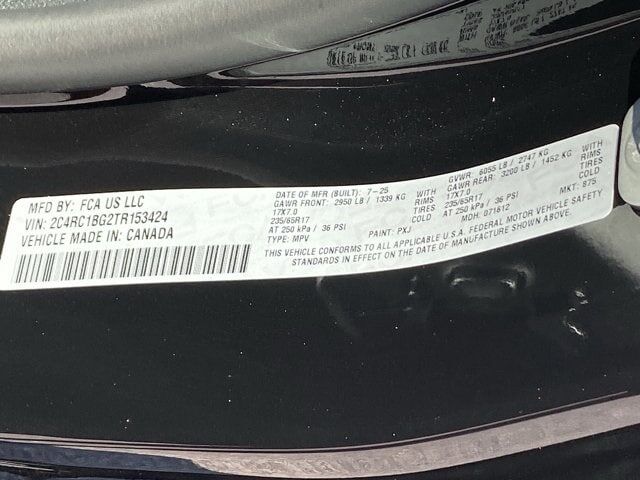 MFD BY: FCA US LLC
VIN: 2C4RC1BG2TR153424
VEHICLE MADE IN: CANADA
DATE OF MFR (BUILT): 7-25 GVWR: 6055 LB / 2747 KG
GAWR FRONT: 2950 LB / 1339 KG WITH GAWR REAR: 3200 LB / 1452 KG WITH
17X7.0 RIMS 17X7.0 RIMS
235/65R17 TIRES 235/65R17 TIRES
AT 250 kPa / 36 PSI COLD AT 250 kPa / 36 PSI COLD
TYPE: MPV PAINT: PXJ MDH: 071612 MKT: 875
THIS VEHICLE CONFORMS TO ALL APPLICABLE U.S.A. FEDERAL MOTOR VEHICLE SAFETY
STANDARDS IN EFFECT ON THE DATE OF MANUFACTURE SHOWN ABOVE.